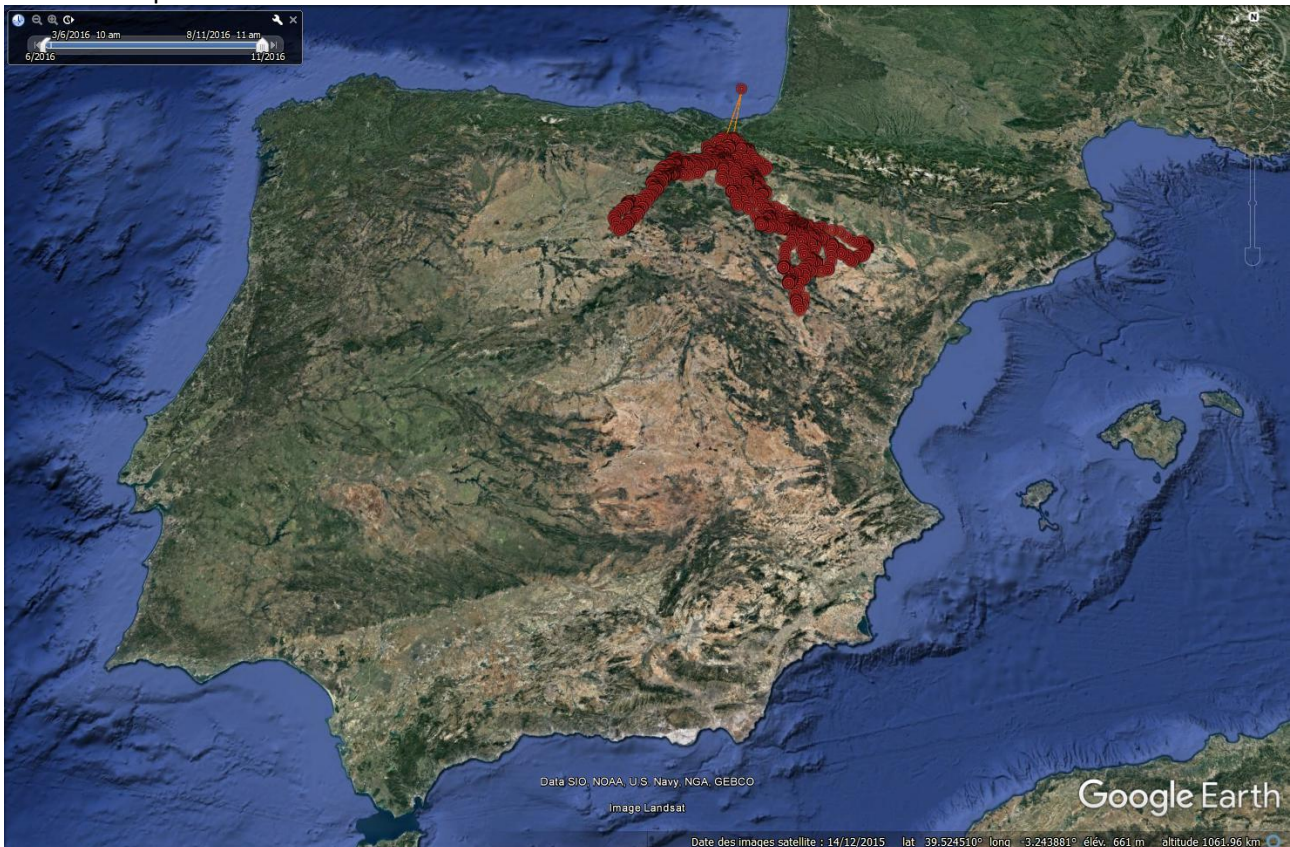 3/6/2016 10 am 8/11/2016 11 am
6/2016 11/2016
N
Data SIO, NOAA, U.S. Navy, NGA, GEBCO
Image Landsat
Google Earth
Date des images satellite : 14/12/2015 lat 39.524510° long -3.243881° élév. 661 m altitude 1061.96 km